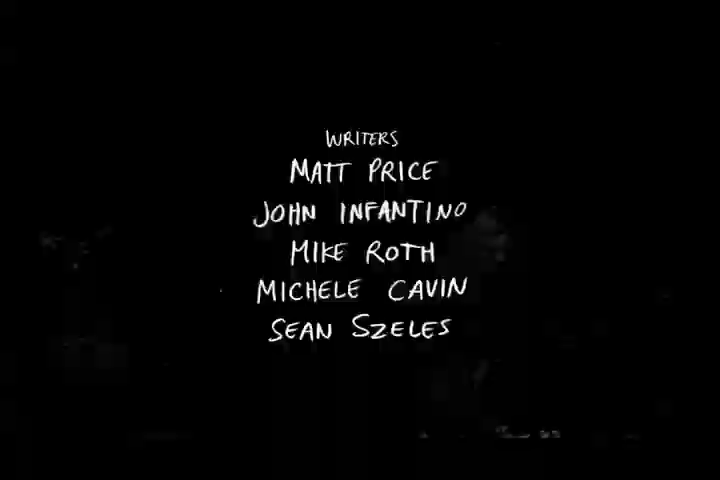 WRITERS
MATT PRICE
JOHN INFANTINO
MIKE ROTH
MICHELE CAVIN
SEAN SZELES